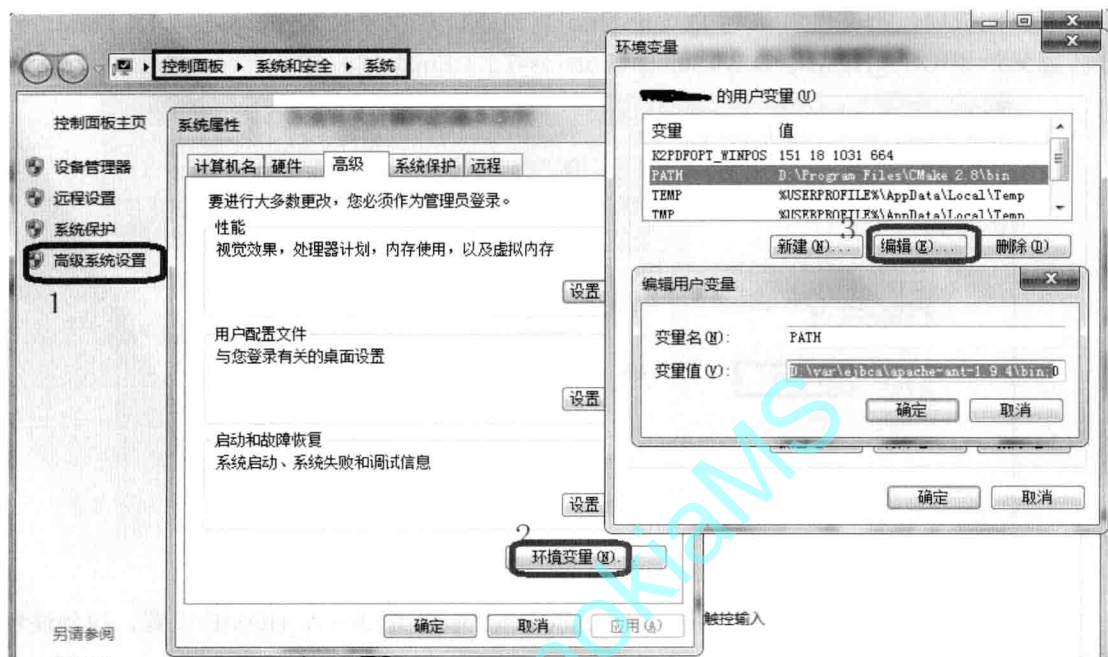 控制面板 ▸ 系统和安全 ▸ 系统
控制面板主页
设备管理器
远程设置
系统保护
高级系统设置
1
另请参阅
系统属性
计算机名 硬件 高级 系统保护 远程
要进行大多数更改，您必须作为管理员登录。
性能
视觉效果，处理器计划，内存使用，以及虚拟内存
设置
用户配置文件
与您登录有关的桌面设置
设置
启动和故障恢复
系统启动、系统失败和调试信息
设置
2
环境变量(N)...
确定 取消 应用(A)
触控输入
环境变量
的用户变量(U)
变量 值
K2PDFOPT_WINPOS 151 18 1031 664
PATH D:\Program Files\CMake 2.8\bin
TEMP %USERPROFILE%\AppData\Local\Temp
TMP %USERPROFILE%\AppData\Local\Temp
3
新建(N)... 编辑(E)... 删除(D)
编辑用户变量
变量名(N): PATH
变量值(V): D:\var\ejbca\apache-ant-1.9.4\bin;D
确定 取消
确定 取消